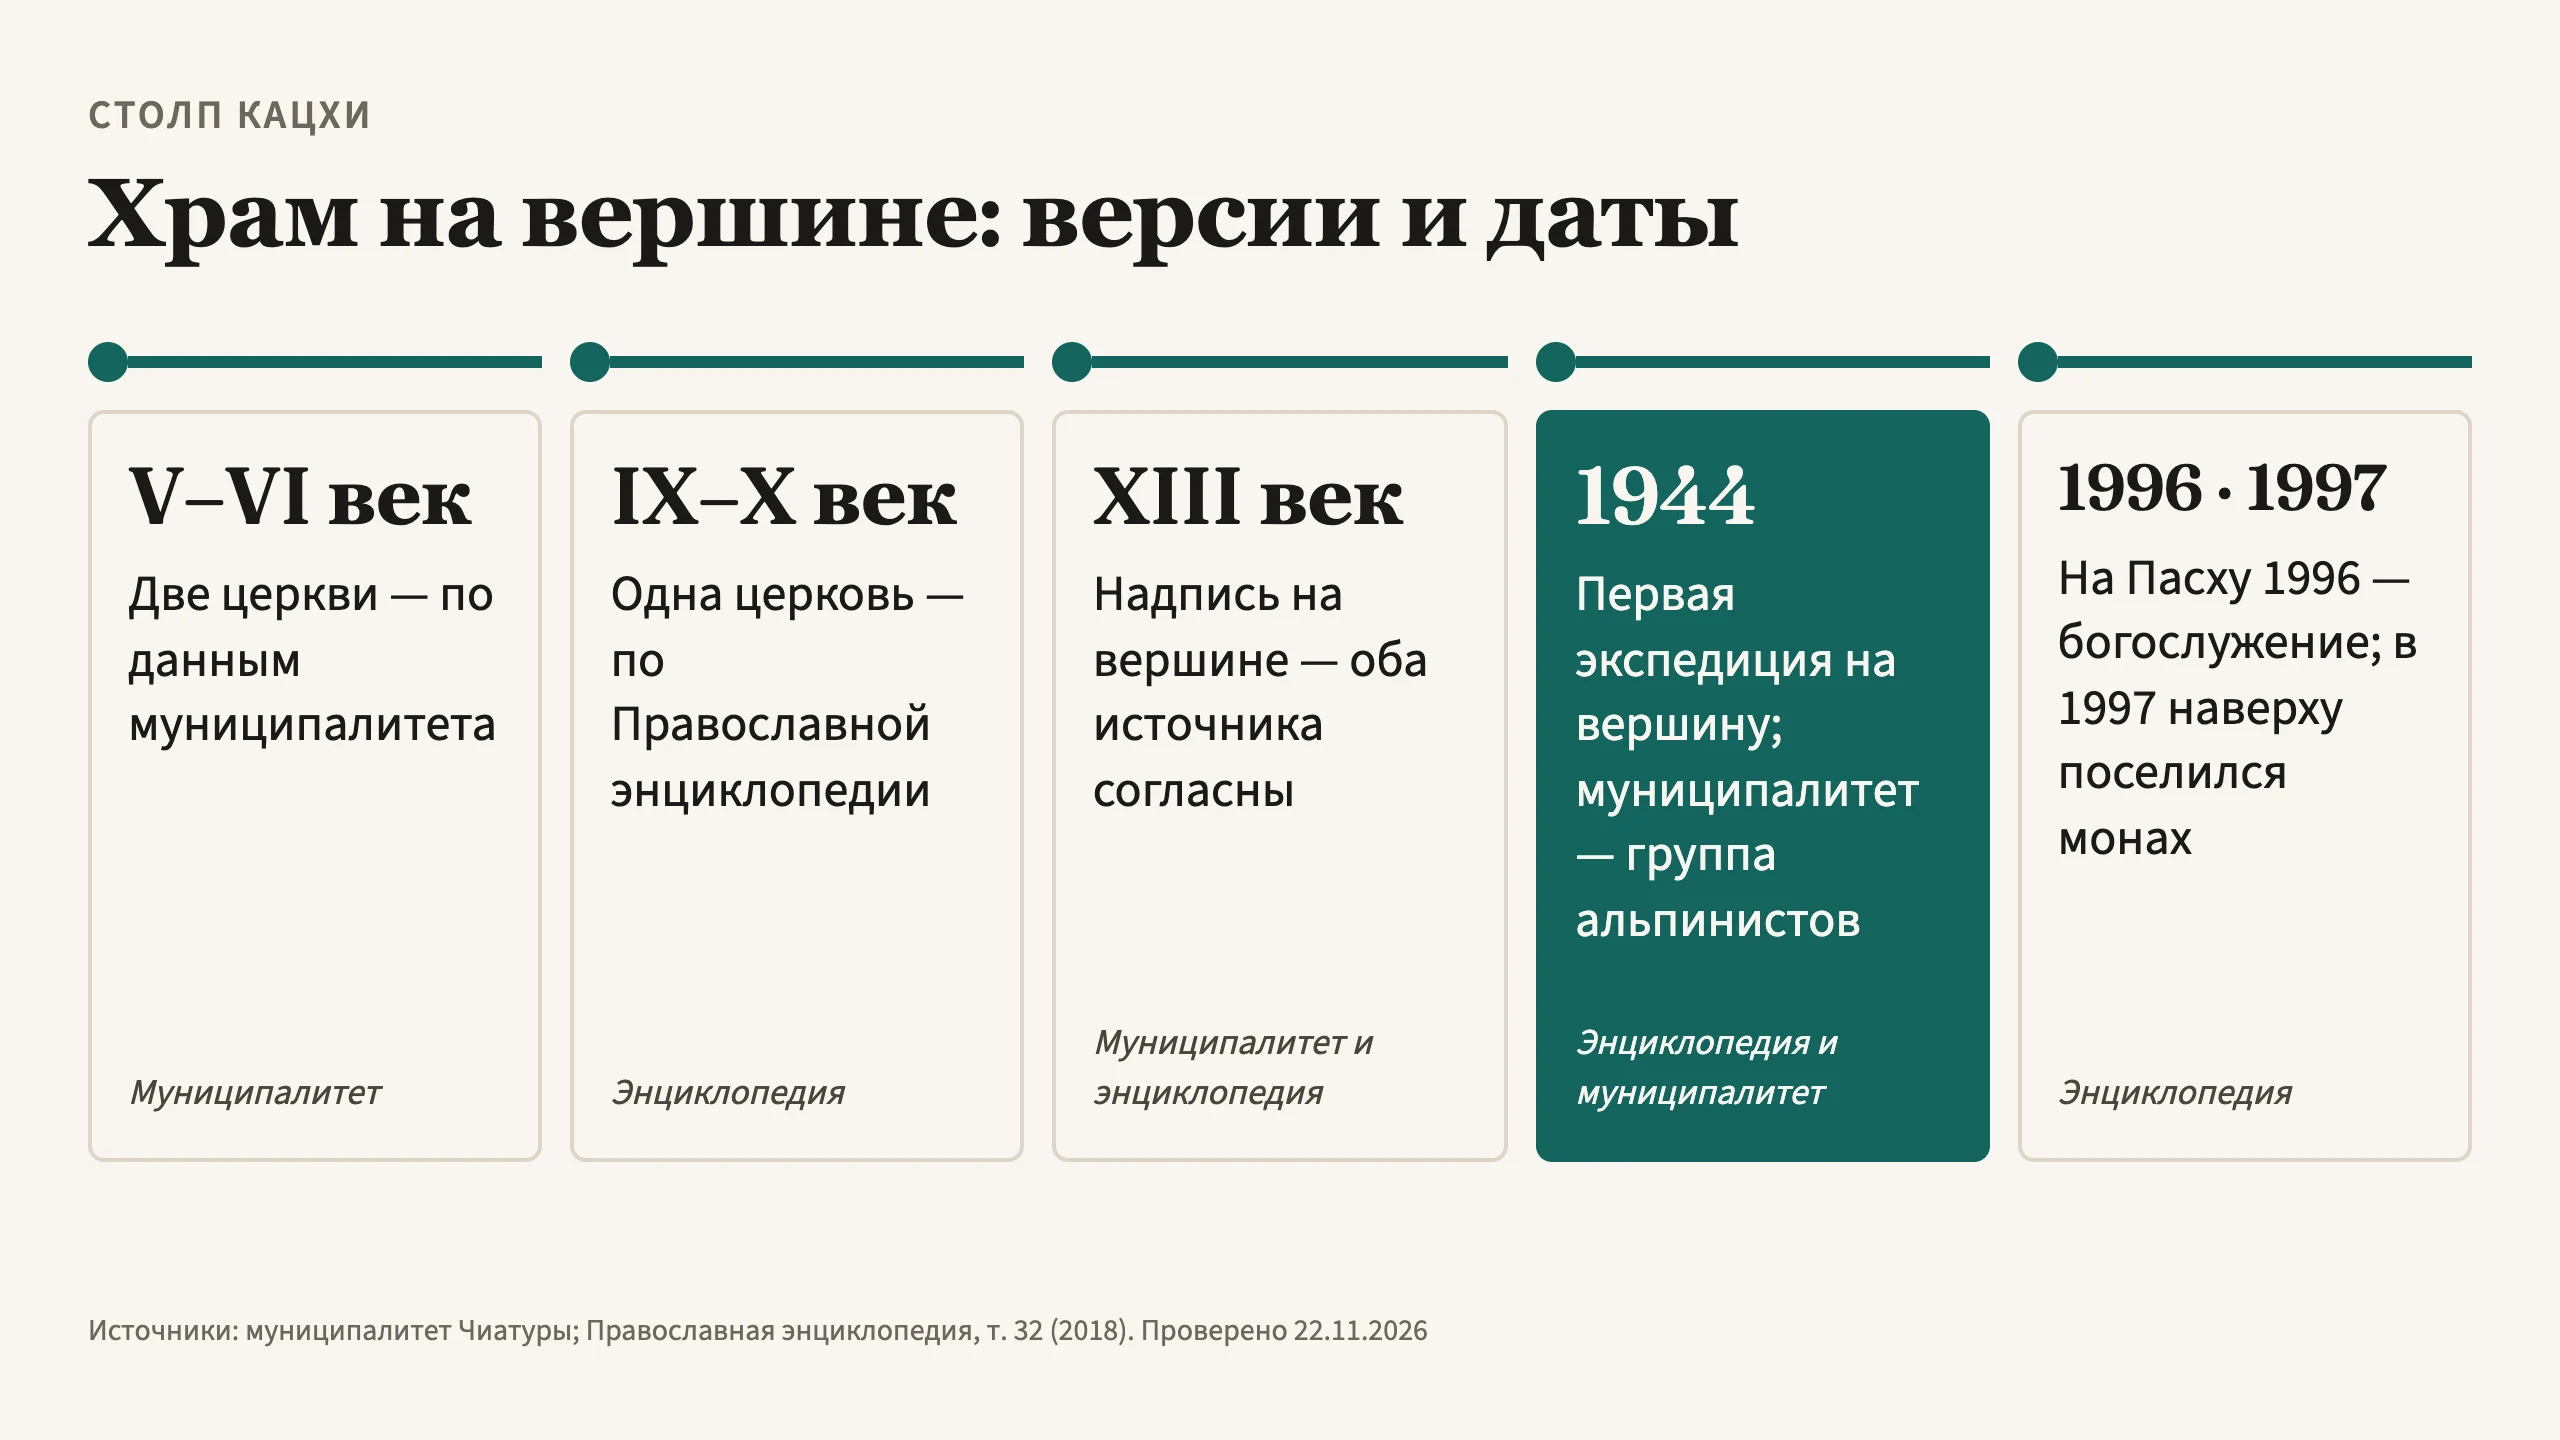 СТОЛП КАЦХИ
Храм на вершине: версии и даты
V–VI век
Две церкви — по
данным
муниципалитета
Муниципалитет
IX–X век
Одна церковь —
по
Православной
энциклопедии
Энциклопедия
XIII век
Надпись на
вершине — оба
источника
согласны
Муниципалитет и
энциклопедия
1944
Первая
экспедиция на
вершину;
муниципалитет
— группа
альпинистов
Энциклопедия и
муниципалитет
1996 · 1997
На Пасху 1996 —
богослужение; в
1997 наверху
поселился
монах
Энциклопедия
Источники: муниципалитет Чиатуры; Православная энциклопедия, т. 32 (2018). Проверено 22.11.2026